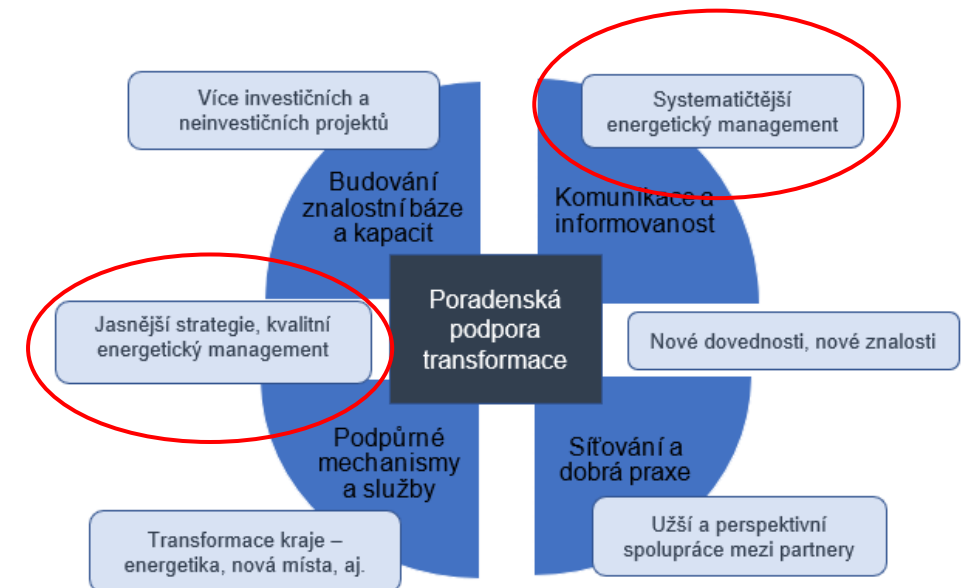 Více investičních a
neinvestičních projektů
Systematičtější
energetický management
Budování
znalostní báze
a kapacit
Komunikace a
informovanost
Poradenská
podpora
transformace
Jasnější strategie, kvalitní
energetický management
Nové dovednosti, nové znalosti
Podpůrné
mechanismy
a služby
Síťování a
dobrá praxe
Transformace kraje –
energetika, nová místa, aj.
Užší a perspektivní
spolupráce mezi partnery